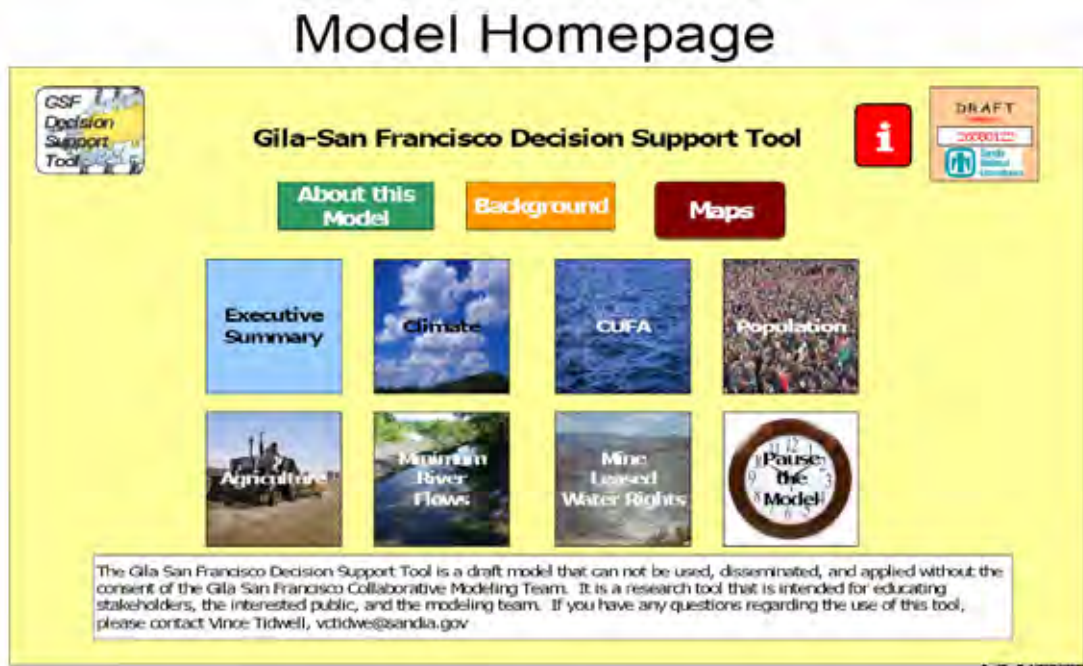 Model Homepage
GSF
Decision
Support
Tool
Gila-San Francisco Decision Support Tool
i
DRAFT
Sandia
National
Laboratories
About this
Model
Background
Maps
Executive
Summary
Climate
CUFA
Population
Agriculture
Minimum
River
Flows
Mine
Leased
Water Rights
Pause
the
Model
The Gila San Francisco Decision Support Tool is a draft model that can not be used, disseminated, and applied without the
consent of the Gila San Francisco Collaborative Modeling Team. It is a research tool that is intended for educating
stakeholders, the interested public, and the modeling team. If you have any questions regarding the use of this tool,
please contact Vince Tidwell, vctidwe@sandia.gov